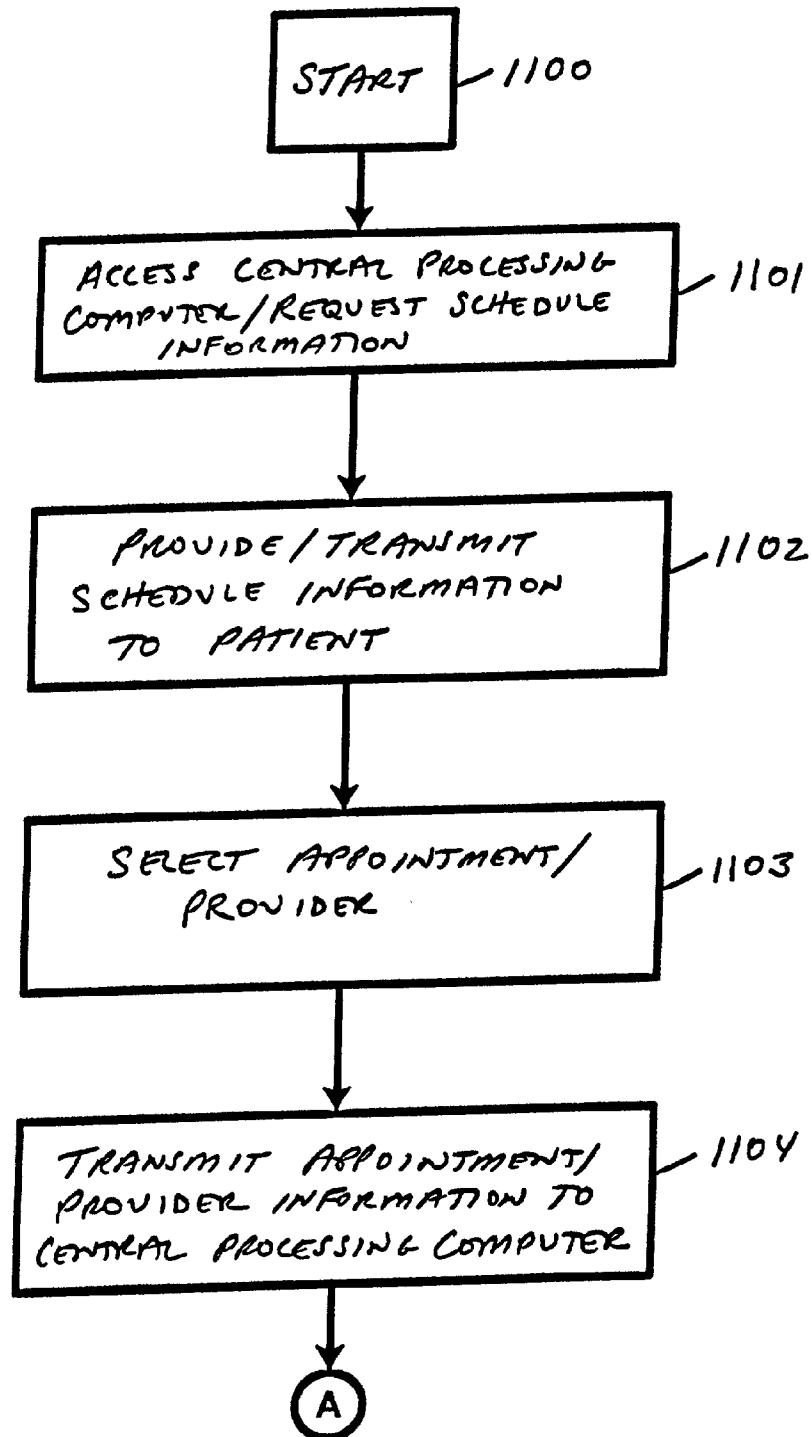 START
1100
ACCESS CENTRAL PROCESSING
COMPUTER/REQUEST SCHEDULE
INFORMATION
1101
PROVIDE/TRANSMIT
SCHEDULE INFORMATION
TO PATIENT
1102
SELECT APPOINTMENT/
PROVIDER
1103
TRANSMIT APPOINTMENT/
PROVIDER INFORMATION TO
CENTRAL PROCESSING COMPUTER
1104
A